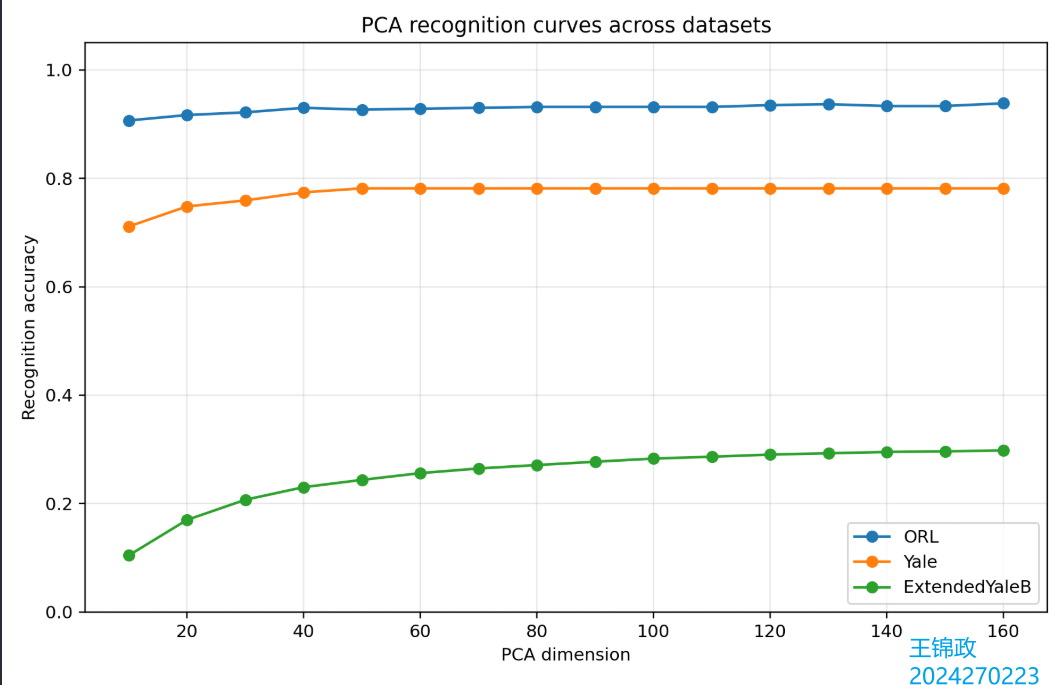 PCA recognition curves across datasets
Recognition accuracy
1.0
0.8
0.6
0.4
0.2
0.0
20 40 60 80 100 120 140 160
PCA dimension
ORL
Yale
ExtendedYaleB
王锦政
2024270223